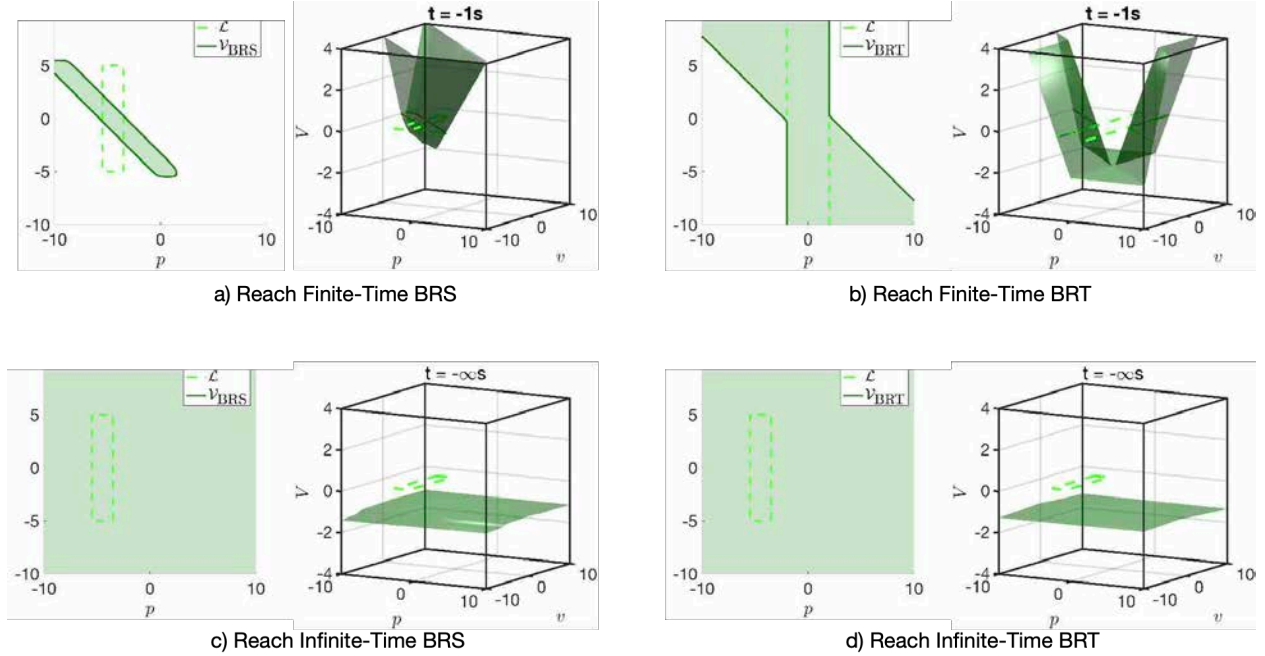 t = -1s
ℒ
𝒱BRS
5
0
-5
-10
-10
0
10
p
4
2
0
-2
-4
V
-10
0
10
p
-10
0
10
v
a) Reach Finite-Time BRS
t = -1s
ℒ
𝒱BRT
5
0
-5
-10
-10
0
10
p
4
2
0
-2
-4
V
-10
0
10
p
-10
0
10
v
b) Reach Finite-Time BRT
t = -∞s
ℒ
𝒱BRS
5
0
-5
-10
0
10
p
4
2
0
-2
-4
V
-10
0
10
p
-10
0
10
v
c) Reach Infinite-Time BRS
t = -∞s
ℒ
𝒱BRT
5
0
-5
-10
-10
0
10
p
4
2
0
-2
-4
V
-10
0
10
p
-10
0
10
v
d) Reach Infinite-Time BRT